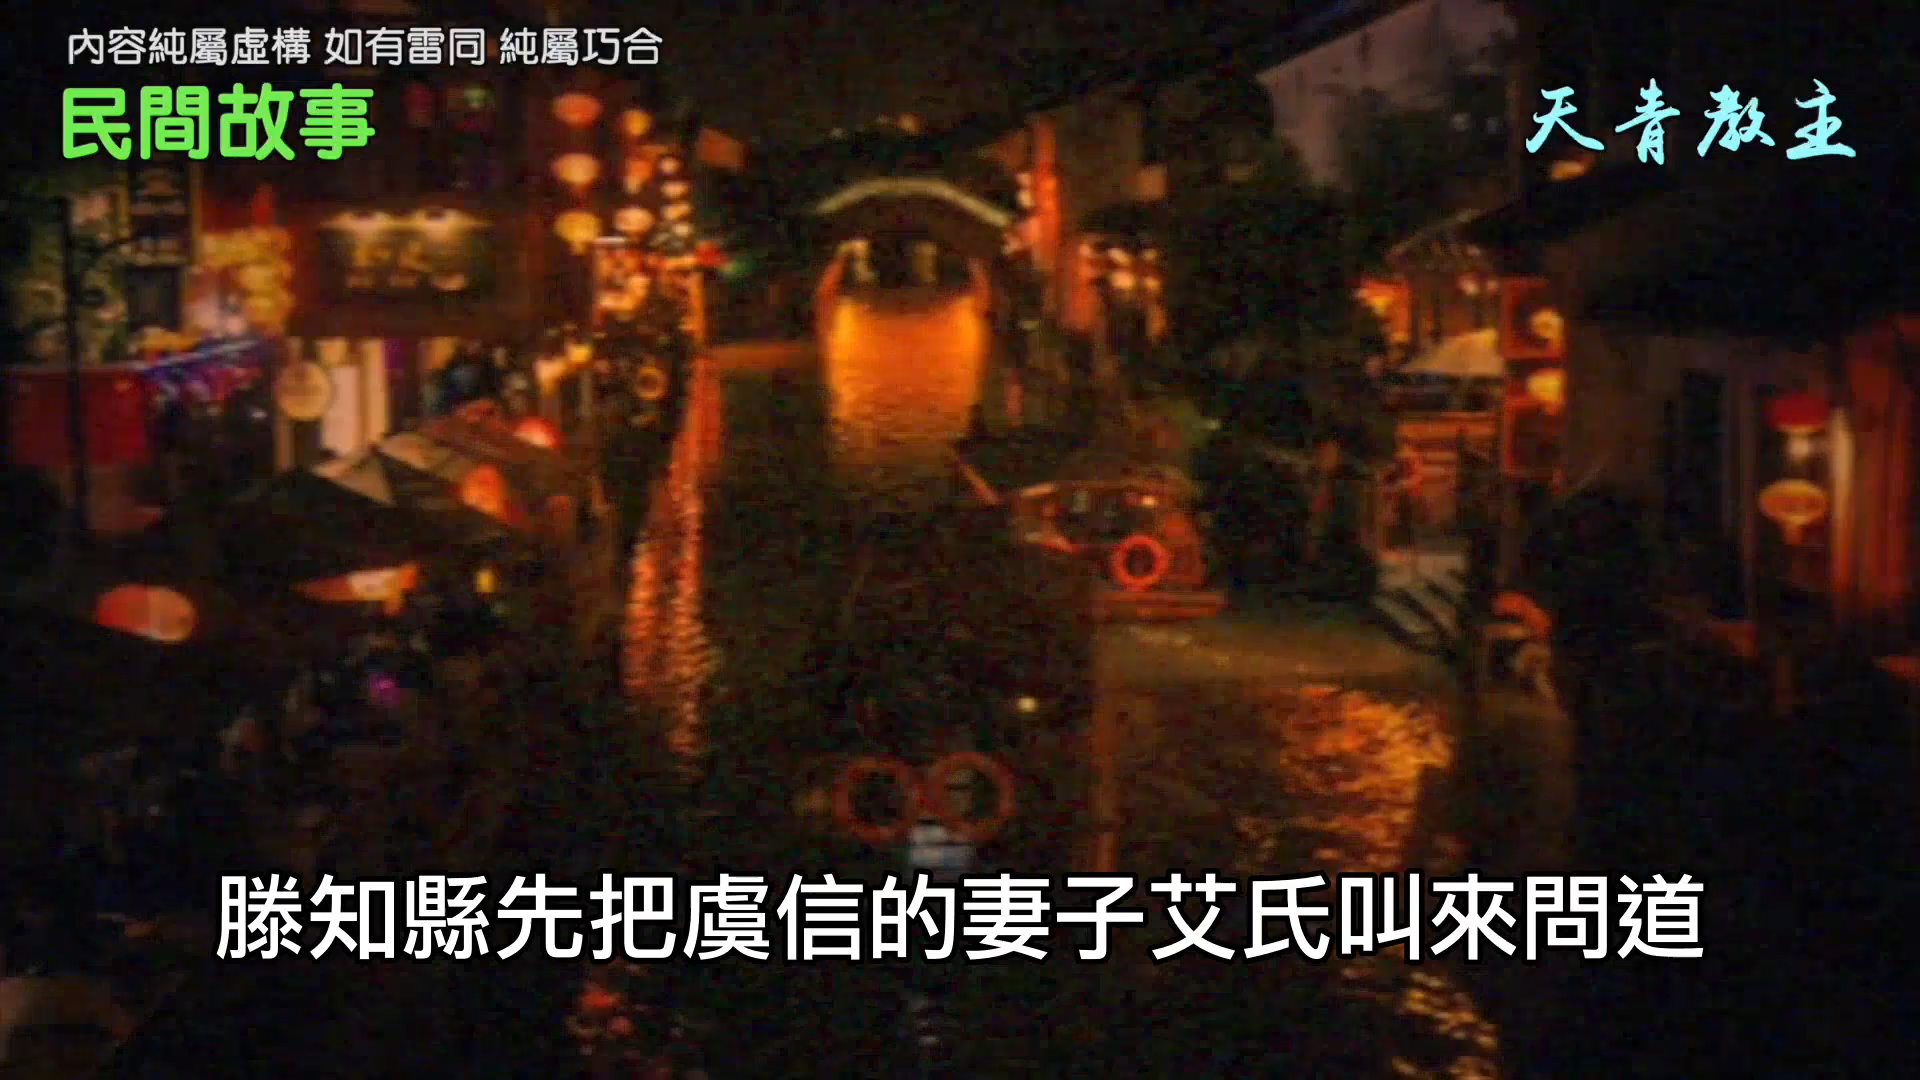 內容純屬虛構 如有雷同 純屬巧合
民間故事
天青教主
滕知縣先把虞信的妻子艾氏叫來問道